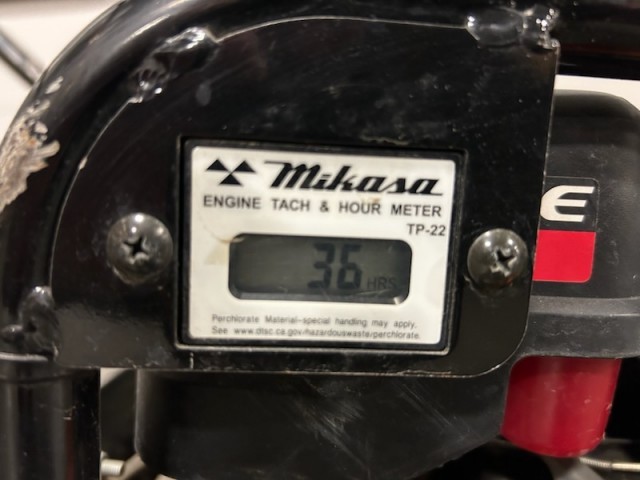 Mikasa
ENGINE TACH & HOUR METER
TP-22
36 HRS
Perchlorate Material-special handling may apply.
See www.dtsc.ca.gov/hazardouswaste/perchlorate.
E